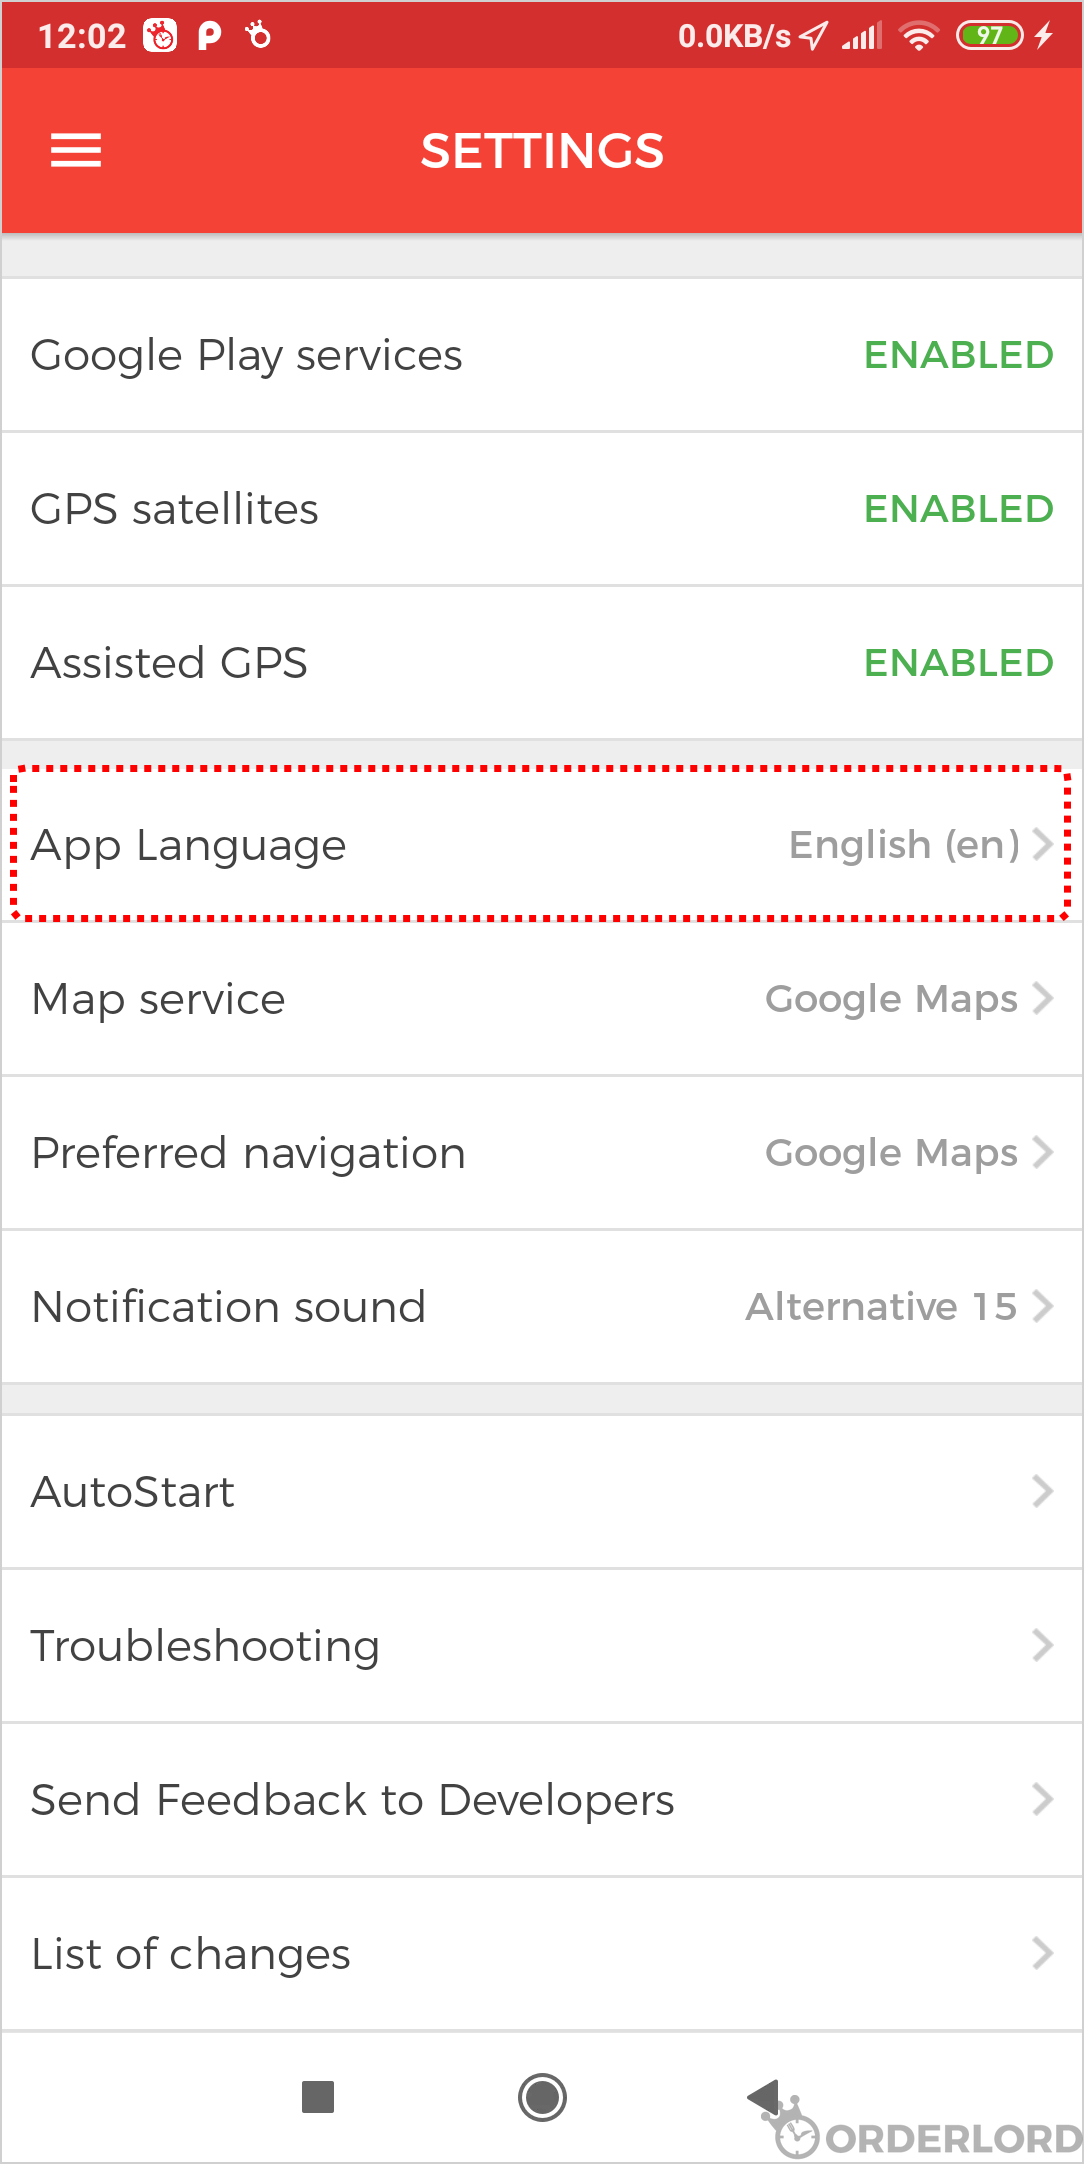 12:02 0.0KB/s 97
SETTINGS
Google Play services ENABLED
GPS satellites ENABLED
Assisted GPS ENABLED
App Language English (en)
Map service Google Maps
Preferred navigation Google Maps
Notification sound Alternative 15
AutoStart
Troubleshooting
Send Feedback to Developers
List of changes
ORDERLORD